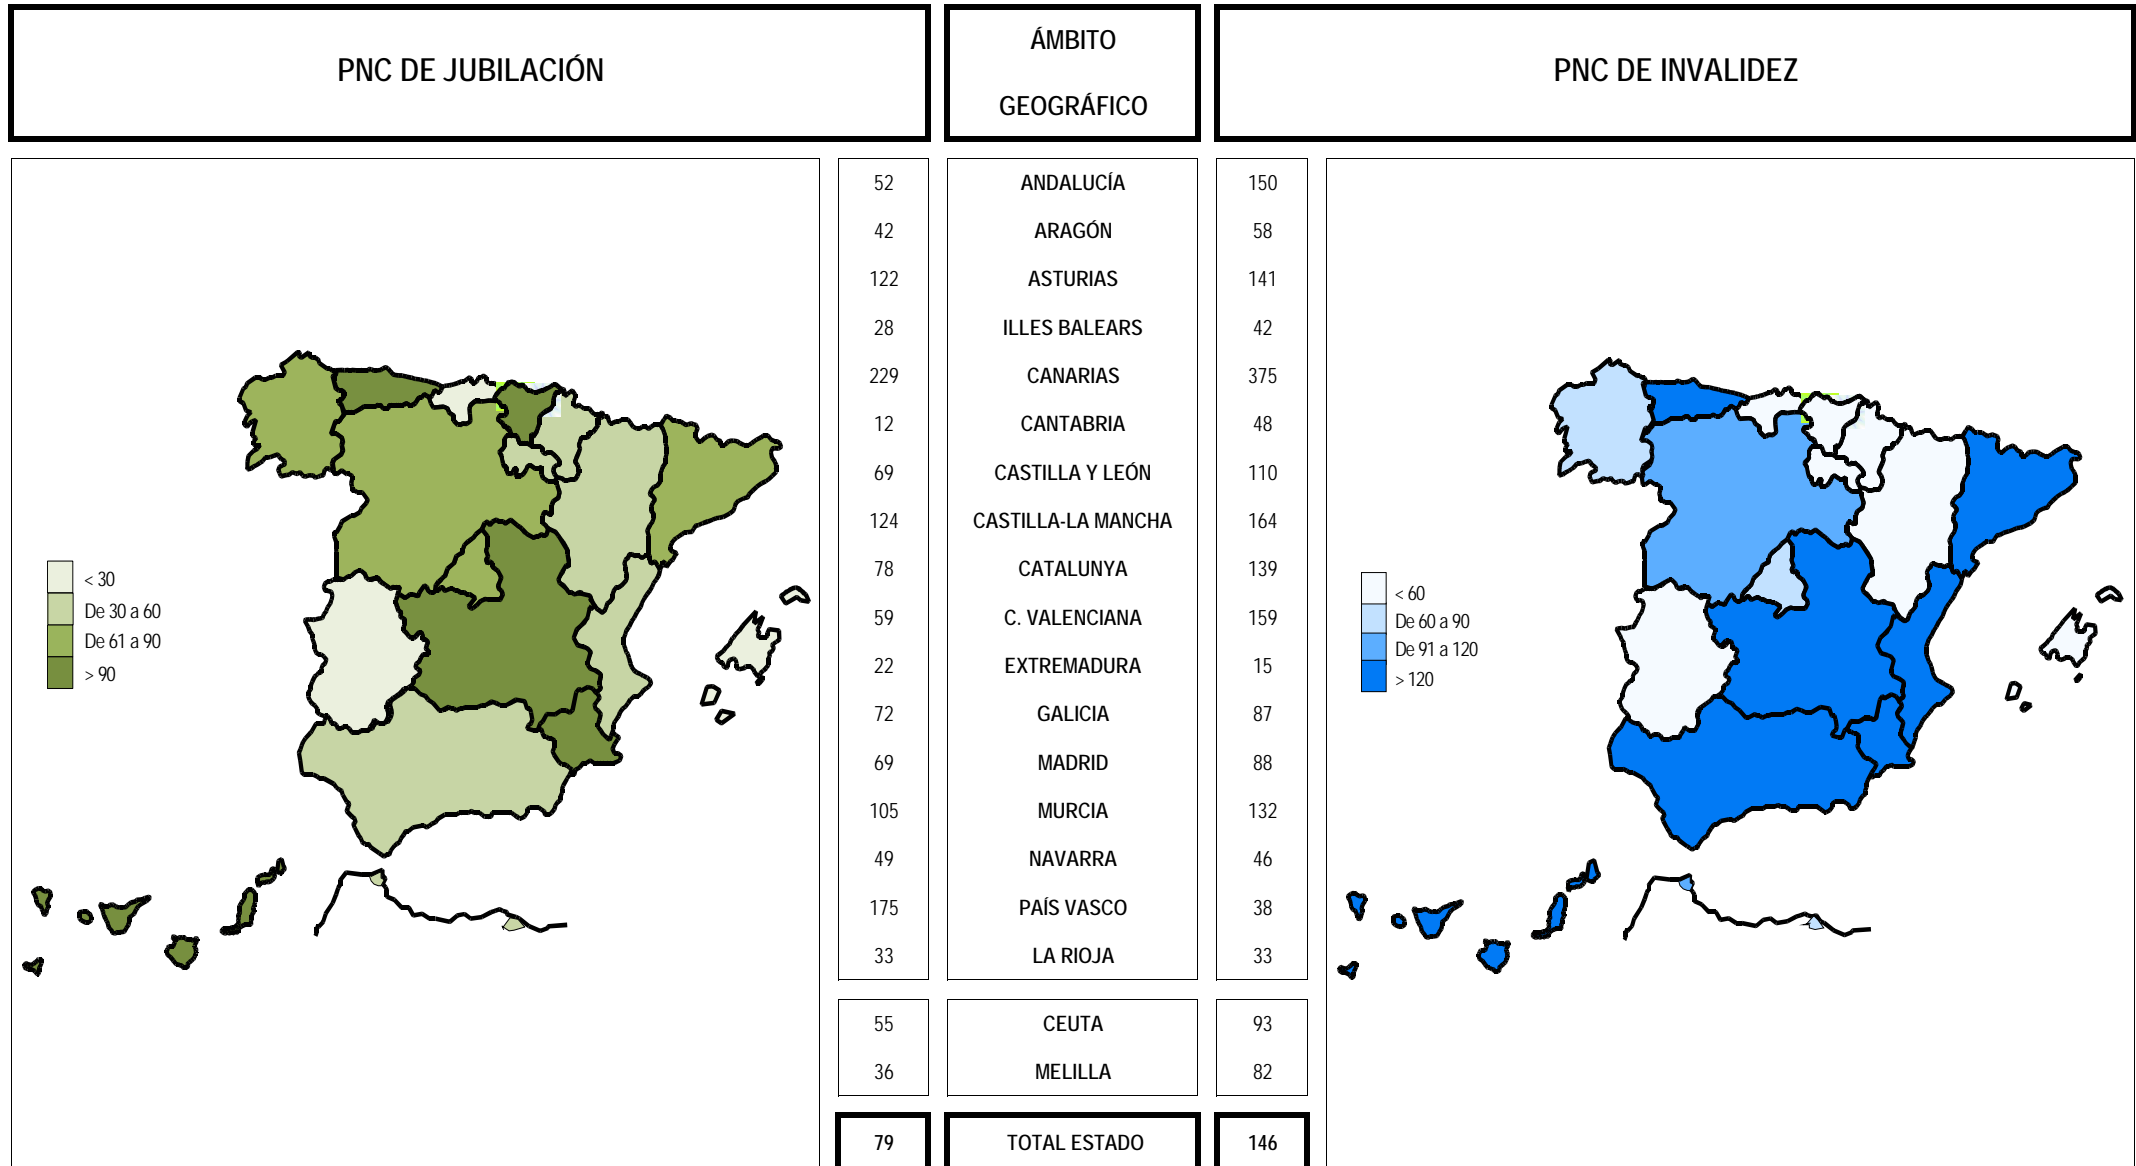 PNC DE JUBILACIÓN
ÁMBITO
GEOGRÁFICO
PNC DE INVALIDEZ
52 ANDALUCÍA 150
42 ARAGÓN 58
122 ASTURIAS 141
28 ILLES BALEARS 42
229 CANARIAS 375
12 CANTABRIA 48
69 CASTILLA Y LEÓN 110
124 CASTILLA-LA MANCHA 164
78 CATALUNYA 139
59 C. VALENCIANA 159
22 EXTREMADURA 15
72 GALICIA 87
69 MADRID 88
105 MURCIA 132
49 NAVARRA 46
175 PAÍS VASCO 38
33 LA RIOJA 33
55 CEUTA 93
36 MELILLA 82
79 TOTAL ESTADO 146
< 30
De 30 a 60
De 61 a 90
> 90
< 60
De 60 a 90
De 91 a 120
> 120